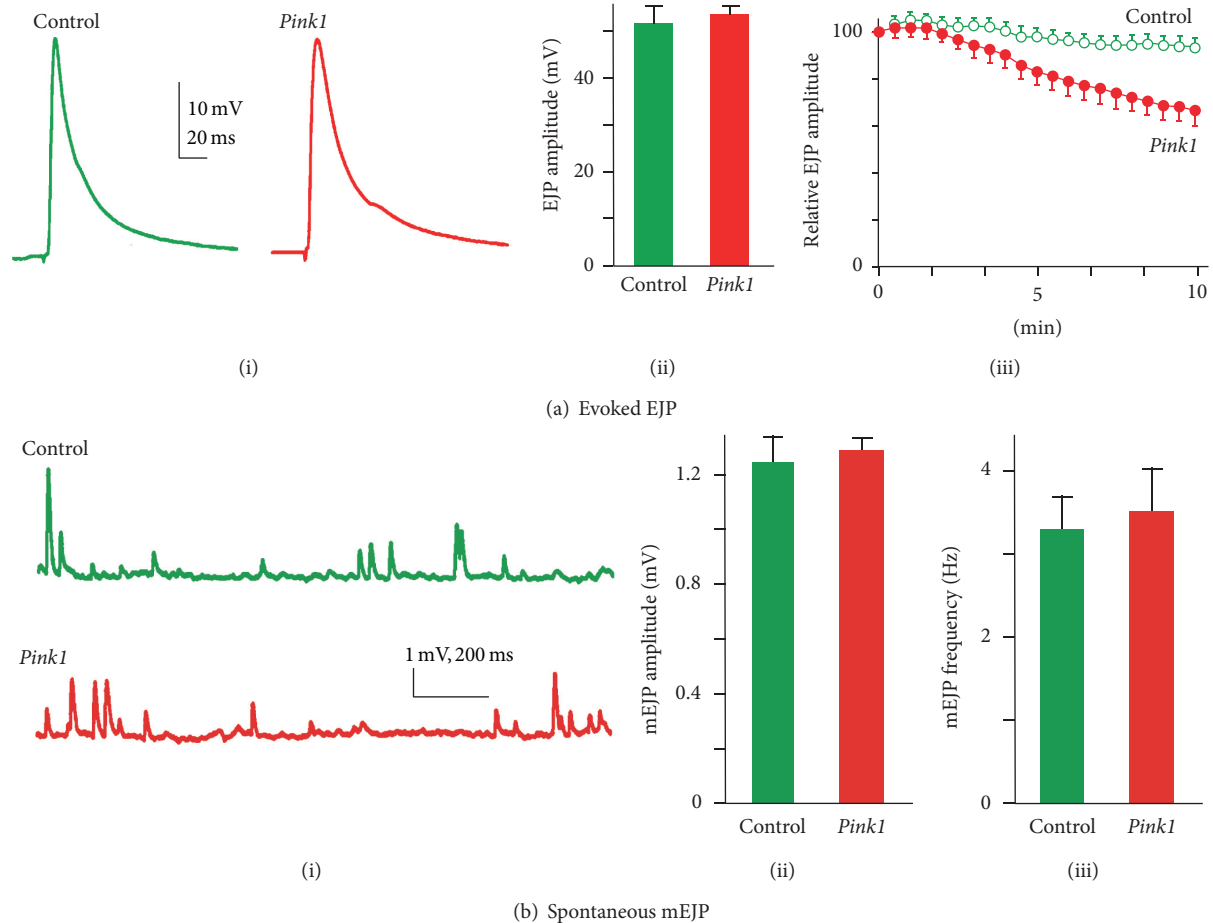 Control
Pink1
10 mV
20 ms
(i)
EJP amplitude (mV)
40
20
0
Control Pink1
(ii)
Relative EJP amplitude
100
0
Control
Pink1
0 5 10
(min)
(iii)
(a) Evoked EJP
Control
Pink1
1 mV, 200 ms
(i)
mEJP amplitude (mV)
1.2
0.8
0.4
0
Control Pink1
(ii)
mEJP frequency (Hz)
4
2
0
Control Pink1
(iii)
(b) Spontaneous mEJP